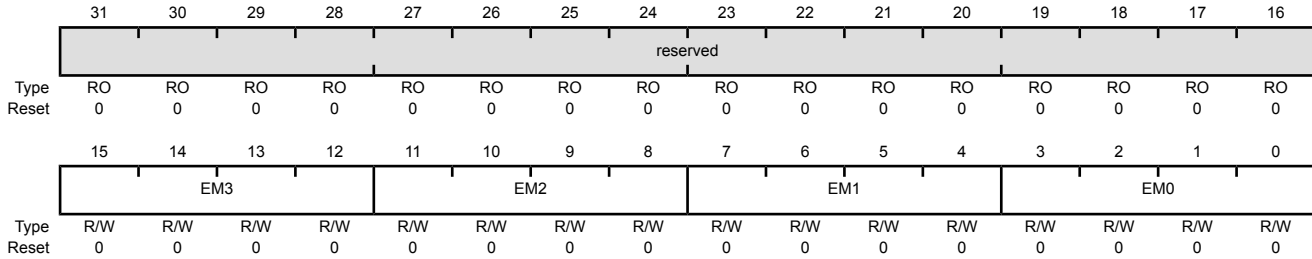 31 30 29 28 27 26 25 24 23 22 21 20 19 18 17 16
reserved
Type RO RO RO RO RO RO RO RO RO RO RO RO RO RO RO RO
Reset 0 0 0 0 0 0 0 0 0 0 0 0 0 0 0 0
15 14 13 12 11 10 9 8 7 6 5 4 3 2 1 0
EM3 EM2 EM1 EM0
Type R/W R/W R/W R/W R/W R/W R/W R/W R/W R/W R/W R/W R/W R/W R/W R/W
Reset 0 0 0 0 0 0 0 0 0 0 0 0 0 0 0 0